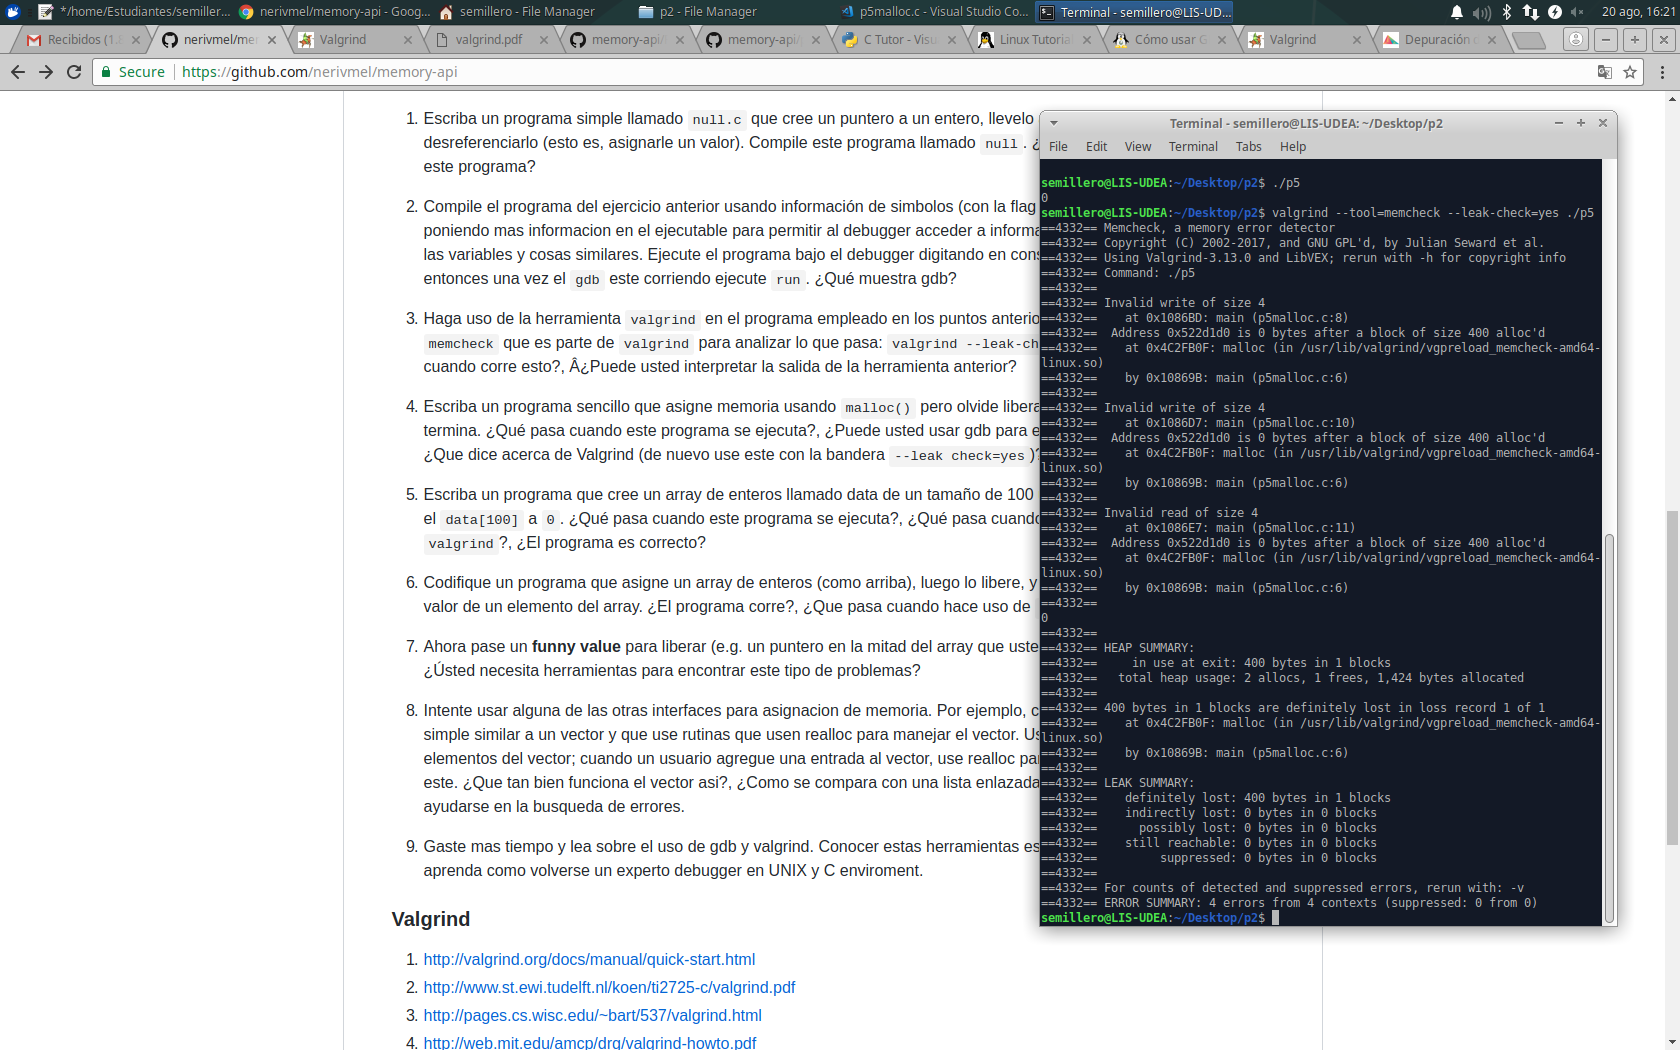 */home/Estudiantes/semiller...
nerivmel/memory-api - Goog...
semillero - File Manager
p2 - File Manager
p5malloc.c - Visual Studio Co...
Terminal - semillero@LIS-UD...
20 ago, 16:21
Recibidos (1.
nerivmel/mem
Valgrind
valgrind.pdf
memory-api/
memory-api/
C Tutor - Visu
Linux Tutoria
Cómo usar G
Valgrind
Depuración
Secure
https://github.com/nerivmel/memory-api
1. Escriba un programa simple llamado null.c que cree un puntero a un entero, llevelo
desreferenciarlo (esto es, asignarle un valor). Compile este programa llamado null . ¿
este programa?
2. Compile el programa del ejercicio anterior usando información de simbolos (con la flag
poniendo mas informacion en el ejecutable para permitir al debugger acceder a informa
las variables y cosas similares. Ejecute el programa bajo el debugger digitando en cons
entonces una vez el gdb este corriendo ejecute run . ¿Qué muestra gdb?
3. Haga uso de la herramienta valgrind en el programa empleado en los puntos anterio
memcheck que es parte de valgrind para analizar lo que pasa: valgrind --leak-ch
cuando corre esto?, Â¿Puede usted interpretar la salida de la herramienta anterior?
4. Escriba un programa sencillo que asigne memoria usando malloc() pero olvide libera
termina. ¿Qué pasa cuando este programa se ejecuta?, ¿Puede usted usar gdb para e
¿Que dice acerca de Valgrind (de nuevo use este con la bandera --leak check=yes )?
5. Escriba un programa que cree un array de enteros llamado data de un tamaño de 100
el data[100] a 0 . ¿Qué pasa cuando este programa se ejecuta?, ¿Qué pasa cuando
valgrind ?, ¿El programa es correcto?
6. Codifique un programa que asigne un array de enteros (como arriba), luego lo libere, y
valor de un elemento del array. ¿El programa corre?, ¿Que pasa cuando hace uso de
7. Ahora pase un funny value para liberar (e.g. un puntero en la mitad del array que uste
¿Ústed necesita herramientas para encontrar este tipo de problemas?
8. Intente usar alguna de las otras interfaces para asignacion de memoria. Por ejemplo, c
simple similar a un vector y que use rutinas que usen realloc para manejar el vector. Us
elementos del vector; cuando un usuario agregue una entrada al vector, use realloc pa
este. ¿Que tan bien funciona el vector asi?, ¿Como se compara con una lista enlazada
ayudarse en la busqueda de errores.
9. Gaste mas tiempo y lea sobre el uso de gdb y valgrind. Conocer estas herramientas es
aprenda como volverse un experto debugger en UNIX y C enviroment.
Valgrind
1. http://valgrind.org/docs/manual/quick-start.html
2. http://www.st.ewi.tudelft.nl/koen/ti2725-c/valgrind.pdf
3. http://pages.cs.wisc.edu/~bart/537/valgrind.html
4. http://web.mit.edu/amcp/drg/valgrind-howto.pdf
Terminal - semillero@LIS-UDEA: ~/Desktop/p2
File Edit View Terminal Tabs Help
semillero@LIS-UDEA:~/Desktop/p2$ ./p5
0
semillero@LIS-UDEA:~/Desktop/p2$ valgrind --tool=memcheck --leak-check=yes ./p5
==4332== Memcheck, a memory error detector
==4332== Copyright (C) 2002-2017, and GNU GPL'd, by Julian Seward et al.
==4332== Using Valgrind-3.13.0 and LibVEX; rerun with -h for copyright info
==4332== Command: ./p5
==4332==
==4332== Invalid write of size 4
==4332==    at 0x1086BD: main (p5malloc.c:8)
==4332==  Address 0x522d1d0 is 0 bytes after a block of size 400 alloc'd
==4332==    at 0x4C2FB0F: malloc (in /usr/lib/valgrind/vgpreload_memcheck-amd64-
linux.so)
==4332==    by 0x10869B: main (p5malloc.c:6)
==4332==
==4332== Invalid write of size 4
==4332==    at 0x1086D7: main (p5malloc.c:10)
==4332==  Address 0x522d1d0 is 0 bytes after a block of size 400 alloc'd
==4332==    at 0x4C2FB0F: malloc (in /usr/lib/valgrind/vgpreload_memcheck-amd64-
linux.so)
==4332==    by 0x10869B: main (p5malloc.c:6)
==4332==
==4332== Invalid read of size 4
==4332==    at 0x1086E7: main (p5malloc.c:11)
==4332==  Address 0x522d1d0 is 0 bytes after a block of size 400 alloc'd
==4332==    at 0x4C2FB0F: malloc (in /usr/lib/valgrind/vgpreload_memcheck-amd64-
linux.so)
==4332==    by 0x10869B: main (p5malloc.c:6)
==4332==
0
==4332==
==4332== HEAP SUMMARY:
==4332==     in use at exit: 400 bytes in 1 blocks
==4332==   total heap usage: 2 allocs, 1 frees, 1,424 bytes allocated
==4332==
==4332== 400 bytes in 1 blocks are definitely lost in loss record 1 of 1
==4332==    at 0x4C2FB0F: malloc (in /usr/lib/valgrind/vgpreload_memcheck-amd64-
linux.so)
==4332==    by 0x10869B: main (p5malloc.c:6)
==4332==
==4332== LEAK SUMMARY:
==4332==    definitely lost: 400 bytes in 1 blocks
==4332==    indirectly lost: 0 bytes in 0 blocks
==4332==      possibly lost: 0 bytes in 0 blocks
==4332==    still reachable: 0 bytes in 0 blocks
==4332==         suppressed: 0 bytes in 0 blocks
==4332==
==4332== For counts of detected and suppressed errors, rerun with: -v
==4332== ERROR SUMMARY: 4 errors from 4 contexts (suppressed: 0 from 0)
semillero@LIS-UDEA:~/Desktop/p2$